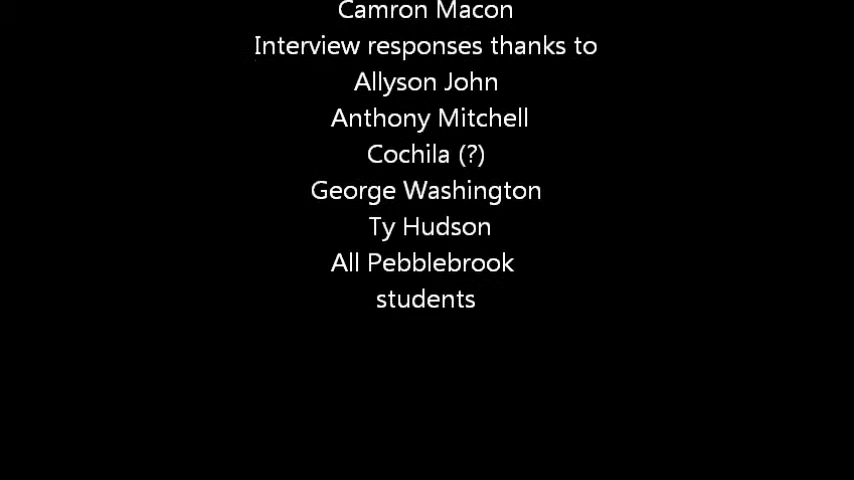 Camron Macon
Interview responses thanks to
Allyson John
Anthony Mitchell
Cochila (?)
George Washington
Ty Hudson
All Pebblebrook
students